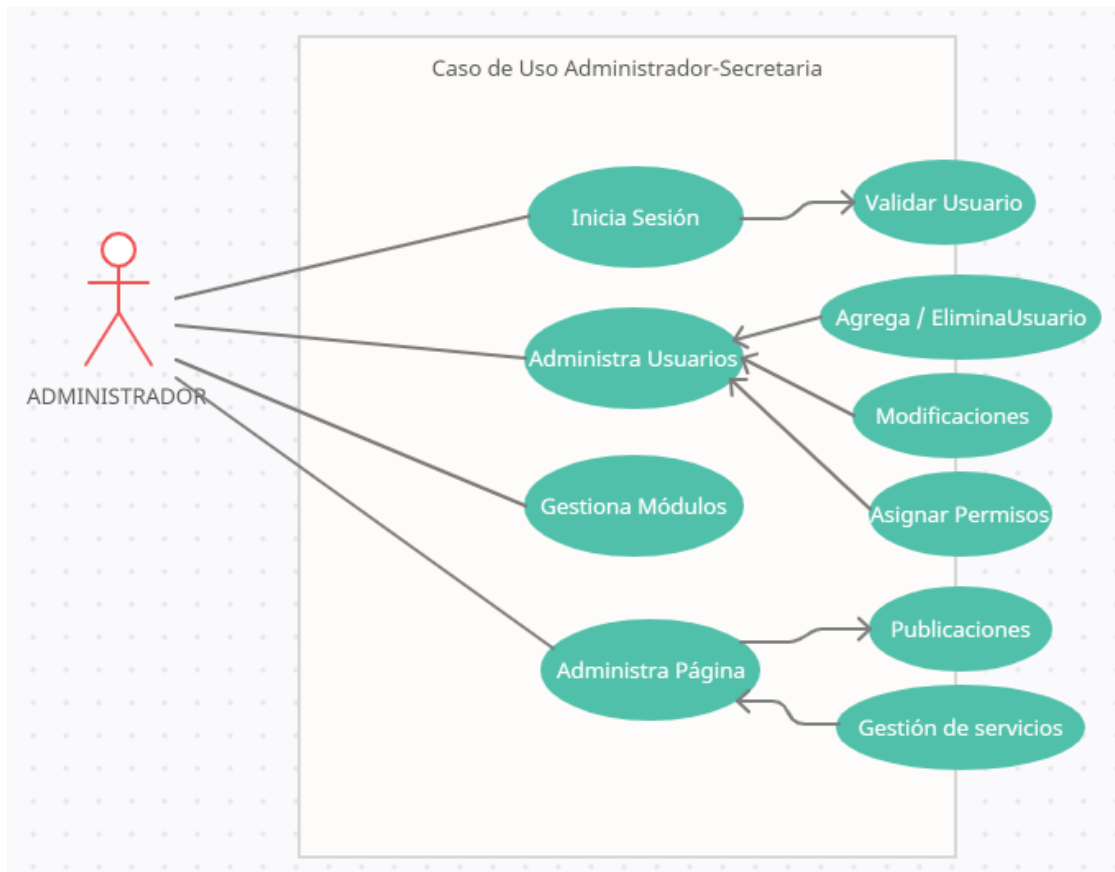 Caso de Uso Administrador-Secretaria
Inicia Sesión
Validar Usuario
Agrega / EliminaUsuario
Administra Usuarios
ADMINISTRADOR
Modificaciones
Gestiona Módulos
Asignar Permisos
Publicaciones
Administra Página
Gestión de servicios